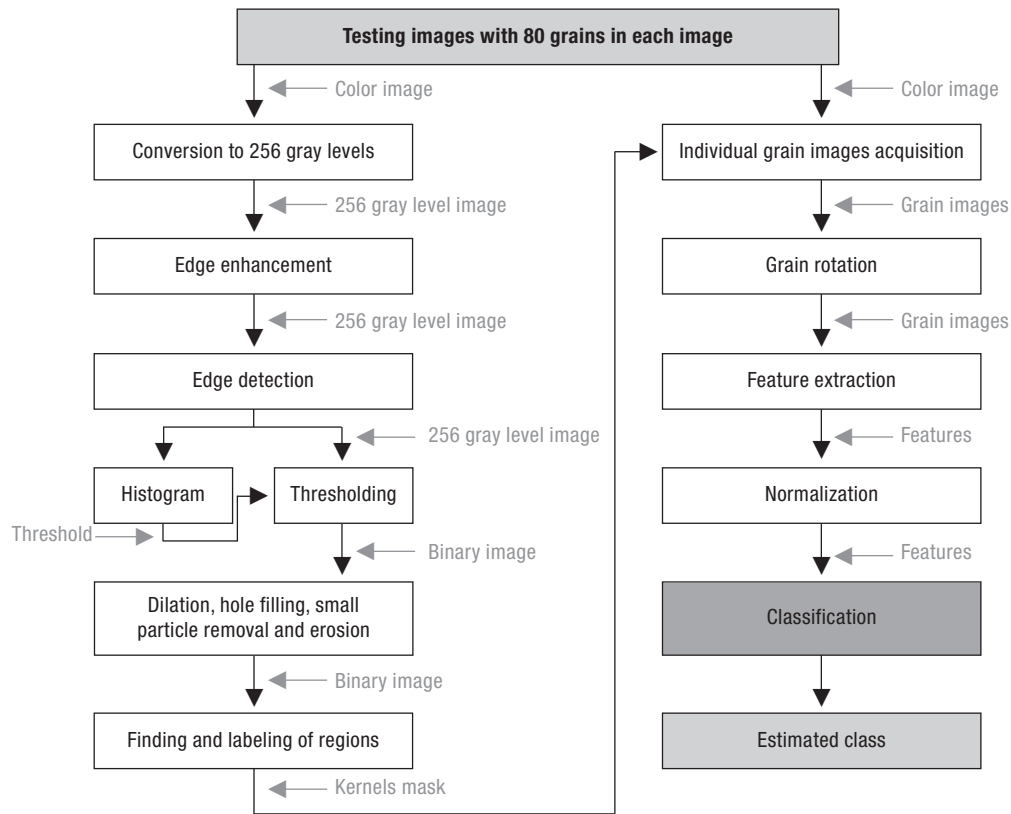 Testing images with 80 grains in each image
Color image
Conversion to 256 gray levels
256 gray level image
Edge enhancement
256 gray level image
Edge detection
256 gray level image
Histogram
Thresholding
Threshold
Binary image
Dilation, hole filling, small
particle removal and erosion
Binary image
Finding and labeling of regions
Kernels mask
Color image
Individual grain images acquisition
Grain images
Grain rotation
Grain images
Feature extraction
Features
Normalization
Features
Classification
Estimated class